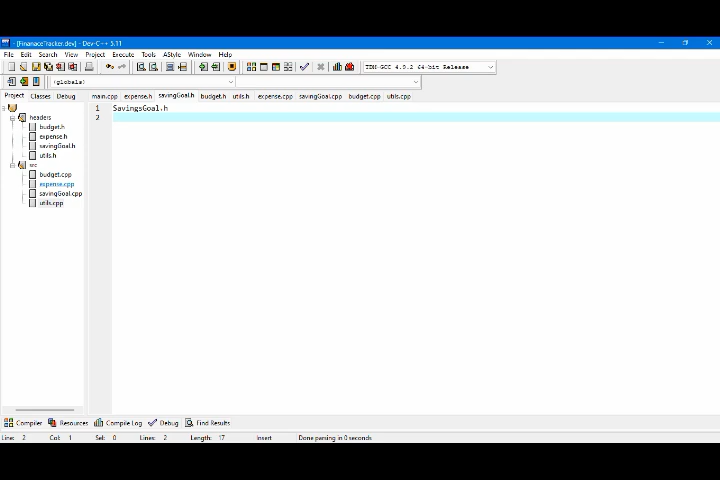 - [FinanaceTracker.dev] - Dev-C++ 5.11
File Edit Search View Project Execute Tools AStyle Window Help
TDM-GCC 4.9.2 64-bit Release
(globals)
Project Classes Debug
main.cpp expense.h savingGoal.h budget.h utils.h expense.cpp savingGoal.cpp budget.cpp utils.cpp
headers
budget.h
expense.h
savingGoal.h
utils.h
src
budget.cpp
expense.cpp
savingGoal.cpp
utils.cpp
1 SavingsGoal.h
2
Compiler Resources Compile Log Debug Find Results
Line: 2 Col: 1 Sel: 0 Lines: 2 Length: 17 Insert Done parsing in 0 seconds